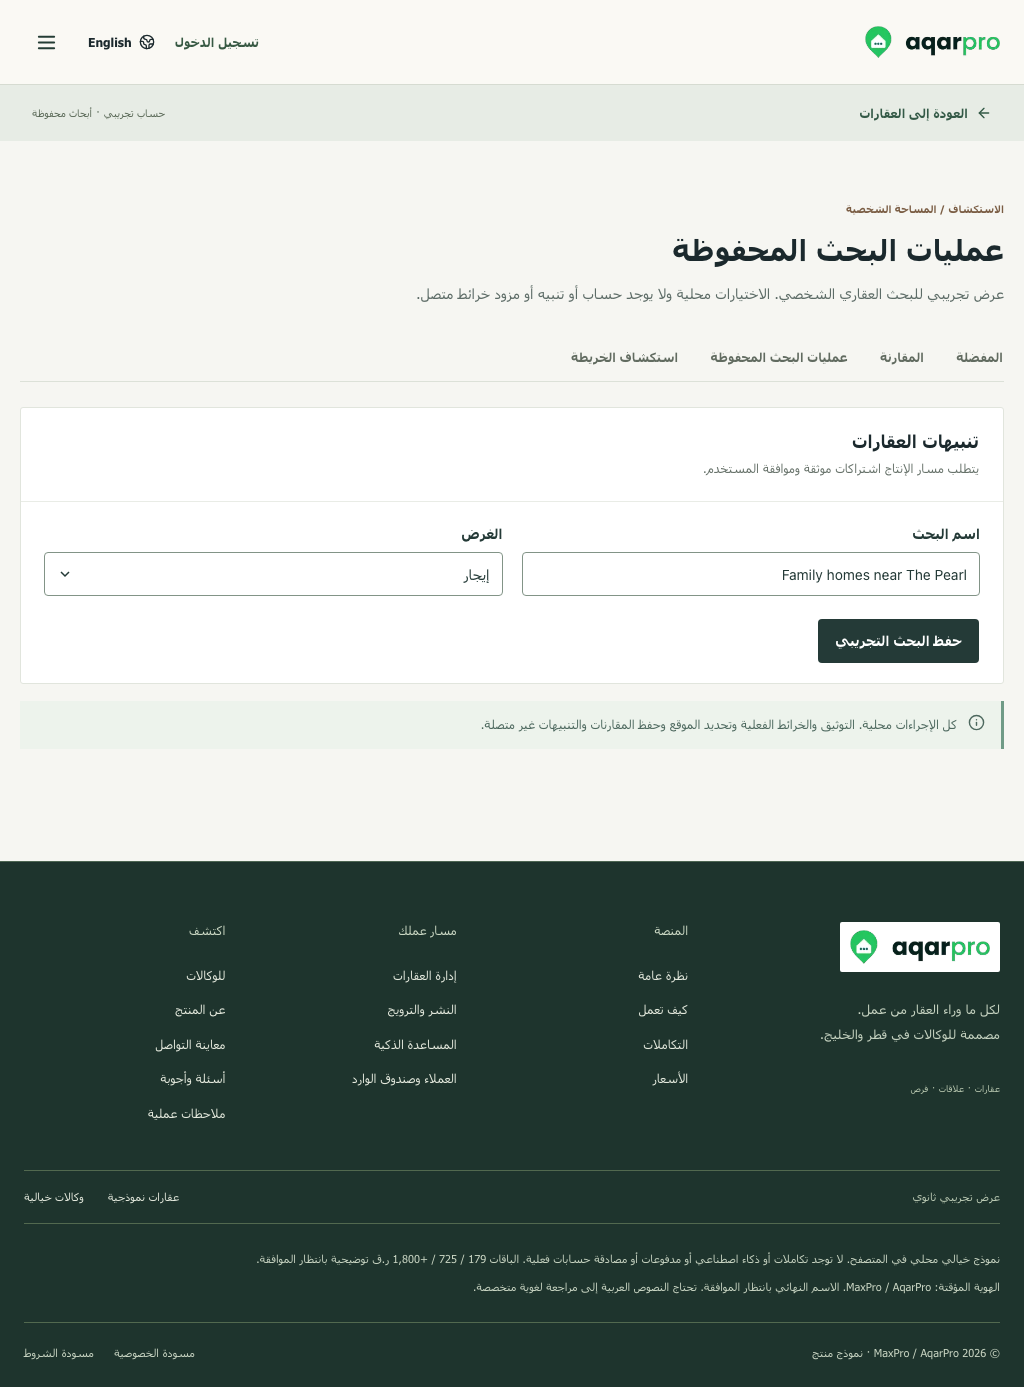 aqarpro
تسجيل الدخول
English
العودة إلى العقارات
حساب تجريبي · أبحاث محفوظة
الاستكشاف / المساحة الشخصية
عمليات البحث المحفوظة
عرض تجريبي للبحث العقاري الشخصي. الاختيارات محلية ولا يوجد حساب أو تنبيه أو مزود خرائط متصل.
المفضلة
المقارنة
عمليات البحث المحفوظة
استكشاف الخريطة
تنبيهات العقارات
يتطلب مسار الإنتاج اشتراكات موثقة وموافقة المستخدم.
اسم البحث
Family homes near The Pearl
الغرض
إيجار
حفظ البحث التجريبي
كل الإجراءات محلية. التوثيق والخرائط الفعلية وتحديد الموقع وحفظ المقارنات والتنبيهات غير متصلة.
aqarpro
لكل ما وراء العقار من عمل.
مصممة للوكالات في قطر والخليج.
عقارات · علاقات · فرص
المنصة
نظرة عامة
كيف تعمل
التكاملات
الأسعار
مسار عملك
إدارة العقارات
النشر والترويج
المساعدة الذكية
العملاء وصندوق الوارد
اكتشف
للوكالات
عن المنتج
معاينة التواصل
أسئلة وأجوبة
ملاحظات عملية
عرض تجريبي ثانوي
عقارات نموذجية
وكالات خيالية
نموذج خيالي محلي في المتصفح. لا توجد تكاملات أو ذكاء اصطناعي أو مدفوعات أو مصادقة حسابات فعلية. الباقات 179 / 725 / +1,800 ر.ق توضيحية بانتظار الموافقة.
الهوية المؤقتة: MaxPro / AqarPro. الاسم النهائي بانتظار الموافقة. تحتاج النصوص العربية إلى مراجعة لغوية متخصصة.
© 2026 MaxPro / AqarPro · نموذج منتج
مسودة الخصوصية
مسودة الشروط